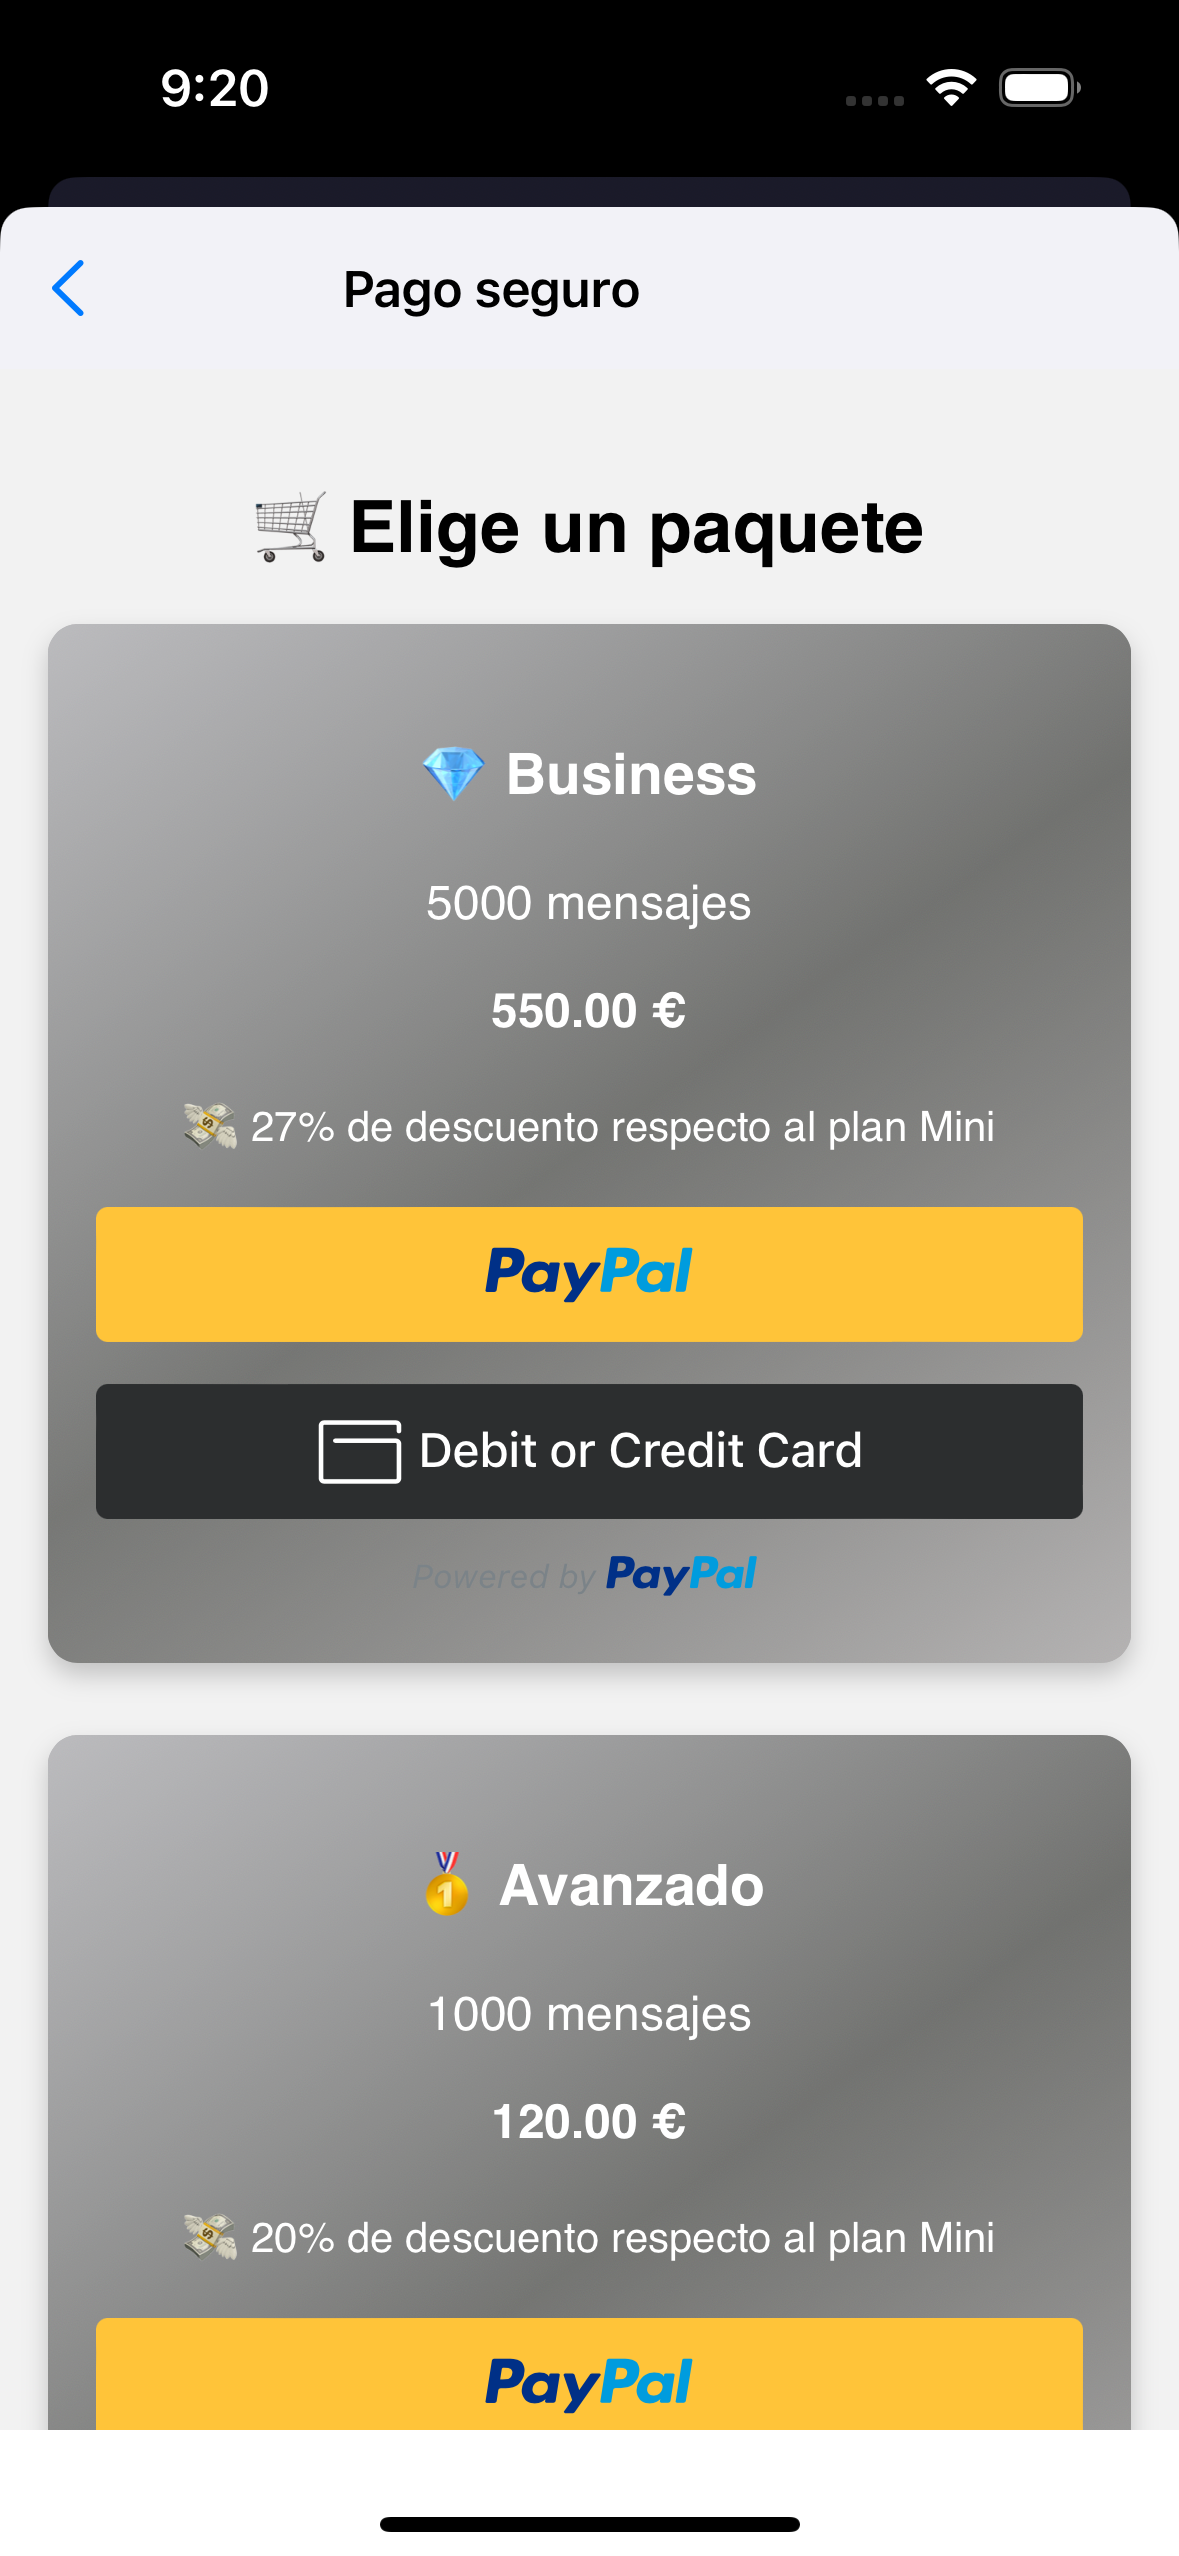 9:20
Pago seguro
🛒 Elige un paquete
💎 Business
5000 mensajes
550.00 €
💸 27% de descuento respecto al plan Mini
PayPal
Debit or Credit Card
Powered by PayPal
🥇 Avanzado
1000 mensajes
120.00 €
💸 20% de descuento respecto al plan Mini
PayPal